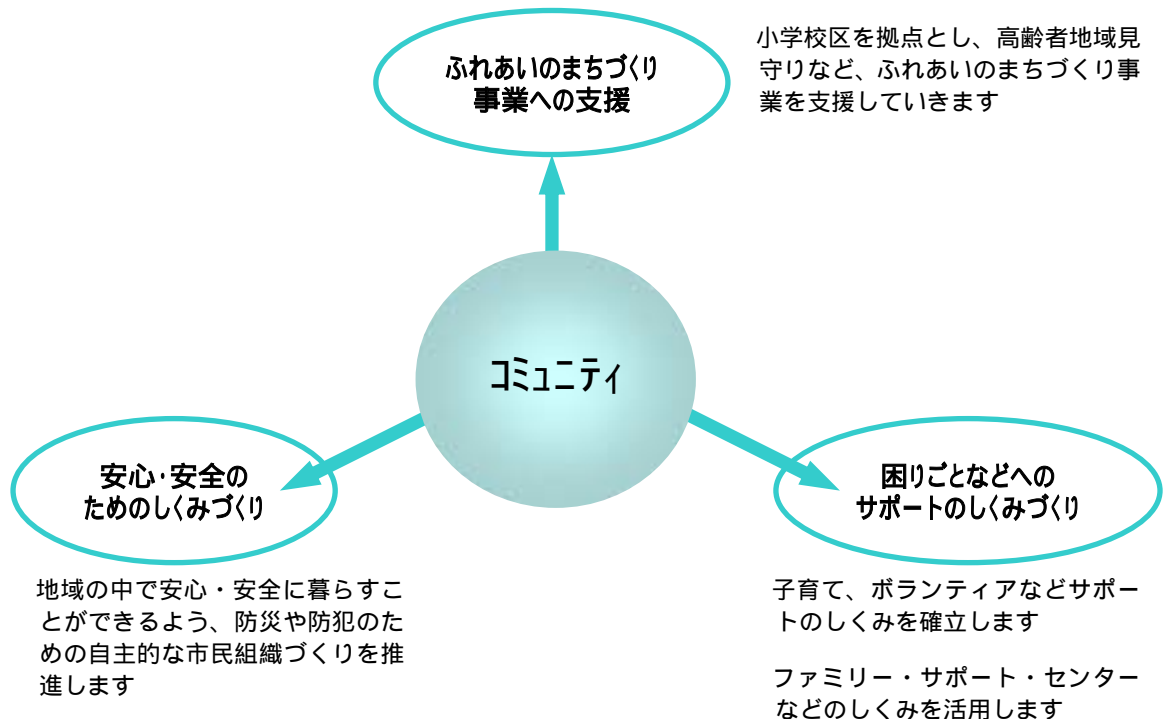 ふれあいのまちづくり
事業への支援
小学校区を拠点とし、高齢者地域見
守りなど、ふれあいのまちづくり事
業を支援していきます
コミュニティ
安心・安全の
ためのしくみづくり
地域の中で安心・安全に暮らすこ
とができるよう、防災や防犯のた
めの自主的な市民組織づくりを推
進します
困りごとなどへの
サポートのしくみづくり
子育て、ボランティアなどサポー
トのしくみを確立します
ファミリー・サポート・センター
などのしくみを活用します